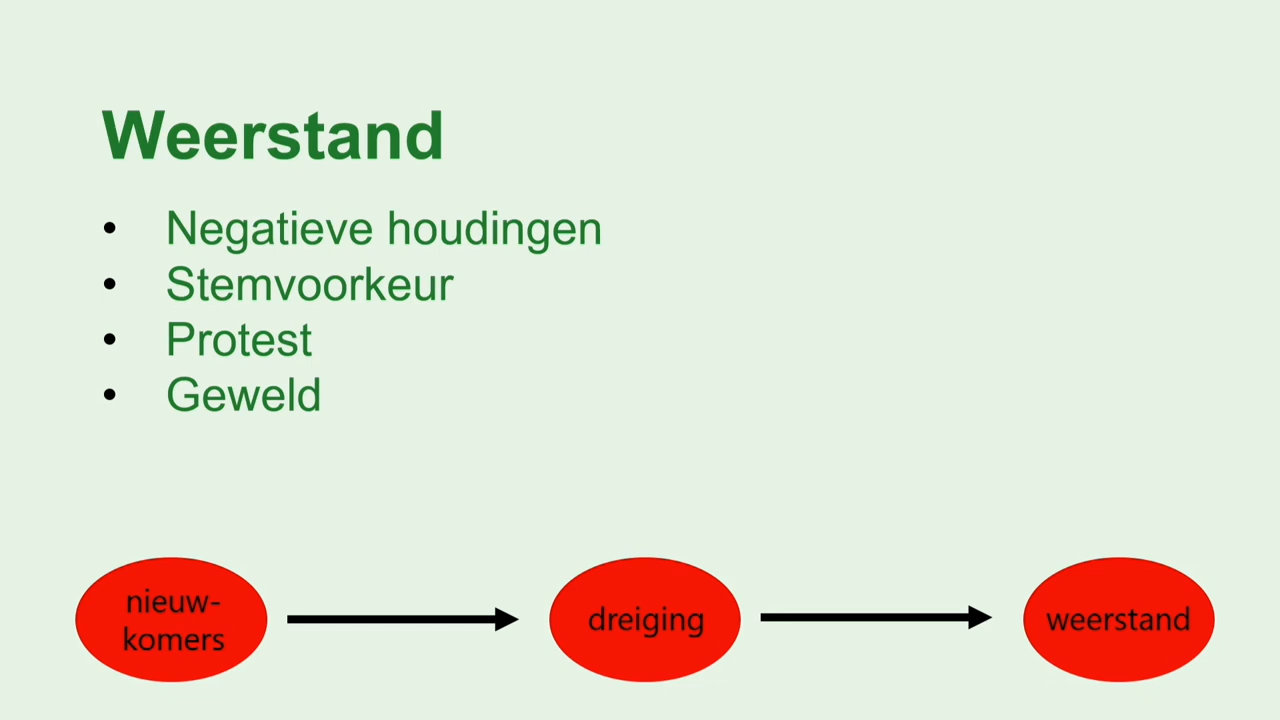 Weerstand
• Negatieve houdingen
• Stemvoorkeur
• Protest
• Geweld
nieuw-
komers
dreiging
weerstand